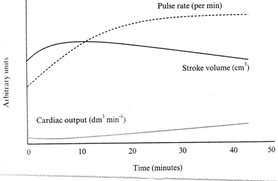 Pulse rate (per min)
Stroke volume (cm³)
Cardiac output (dm³ min⁻¹)
Arbitrary units
0 10 20 30 40 50
Time (minutes)